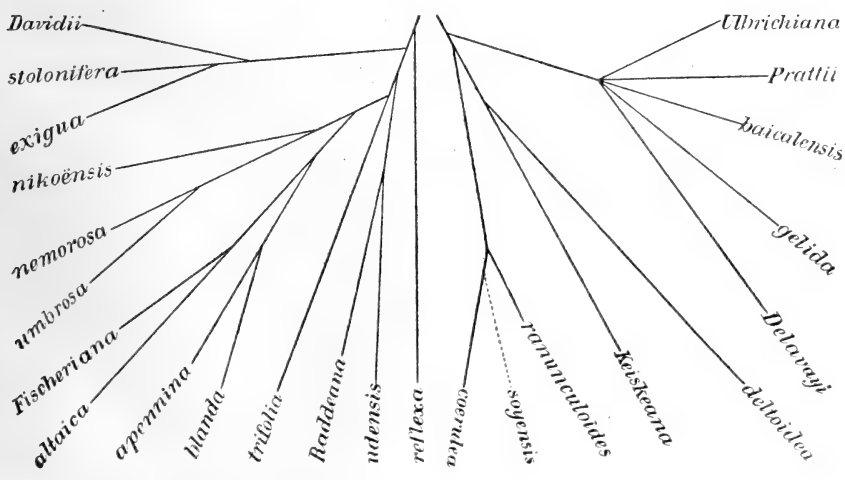 Davidii
stolonifera
exigua
nikoënsis
nemorosa
umbrosa
Fischeriana
altaica
apennina
blanda
trifolia
Raddeana
udensis
reflexa
coerulea
soyensis
ranunculoides
Keiskeana
deltoidea
Delavayi
gelida
baicalensis
Prattii
Ulbrichiana